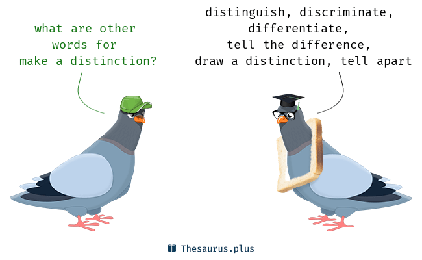 what are other
words for
make a distinction?
distinguish, discriminate,
differentiate,
tell the difference,
draw a distinction, tell apart
Thesaurus.plus